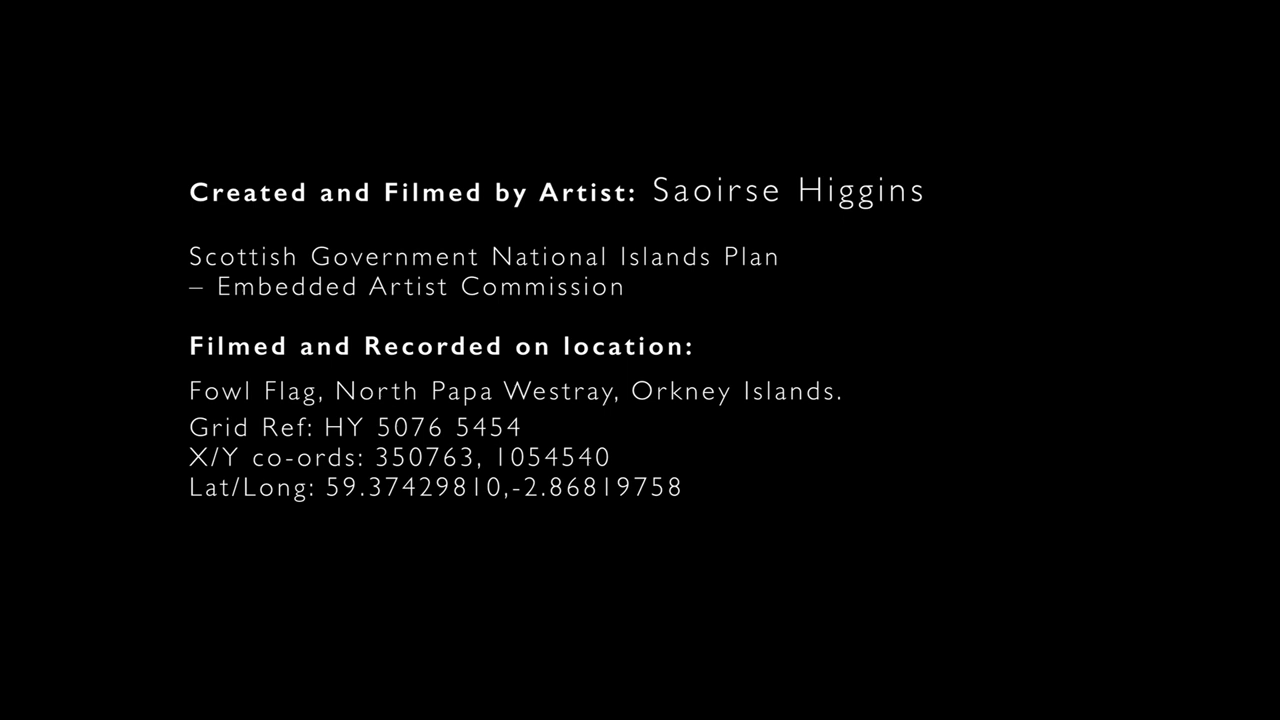 Created and Filmed by Artist: Saoirse Higgins
Scottish Government National Islands Plan
– Embedded Artist Commission
Filmed and Recorded on location:
Fowl Flag, North Papa Westray, Orkney Islands.
Grid Ref: HY 5076 5454
X/Y co-ords: 350763, 1054540
Lat/Long: 59.37429810,-2.86819758